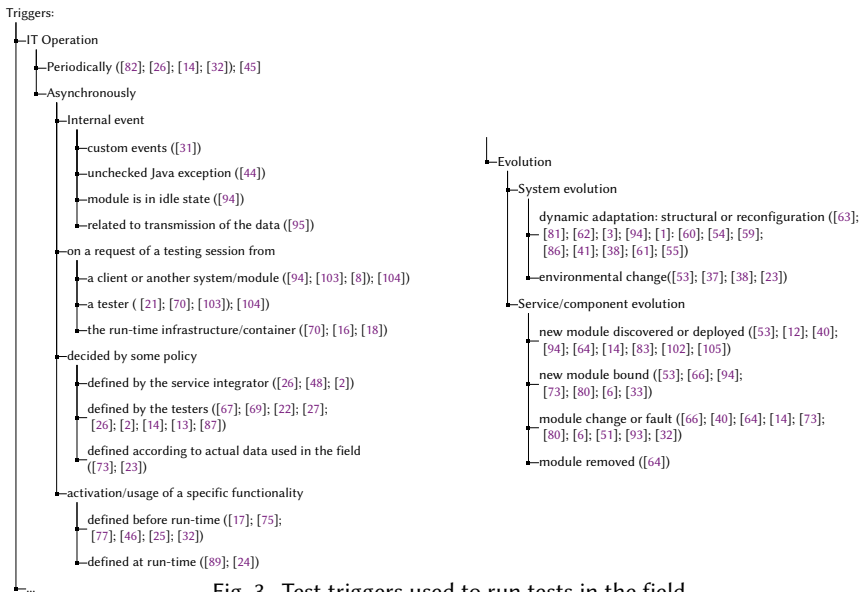 Triggers:
IT Operation
Periodically ([82]; [26]; [14]; [32]); [45]
Asynchronously
Internal event
custom events ([31])
unchecked Java exception ([44])
module is in idle state ([94])
related to transmission of the data ([95])
on a request of a testing session from
a client or another system/module ([94]; [103]; [8]); [104])
a tester ( [21]; [70]; [103]); [104])
the run-time infrastructure/container ([70]; [16]; [18])
decided by some policy
defined by the service integrator ([26]; [48]; [2])
defined by the testers ([67]; [69]; [22]; [27];
[26]; [2]; [14]; [13]; [87])
defined according to actual data used in the field
([73]; [23])
activation/usage of a specific functionality
defined before run-time ([17]; [75];
[77]; [46]; [25]; [32])
defined at run-time ([89]; [24])
...
Evolution
System evolution
dynamic adaptation: structural or reconfiguration ([63];
[81]; [62]; [3]; [94]; [1]: [60]; [54]; [59];
[86]; [41]; [38]; [61]; [55])
environmental change([53]; [37]; [38]; [23])
Service/component evolution
new module discovered or deployed ([53]; [12]; [40];
[94]; [64]; [14]; [83]; [102]; [105])
new module bound ([53]; [66]; [94];
[73]; [80]; [6]; [33])
module change or fault ([66]; [40]; [64]; [14]; [73];
[80]; [6]; [51]; [93]; [32])
module removed ([64])
Fig. 3. Test triggers used to run tests in the field